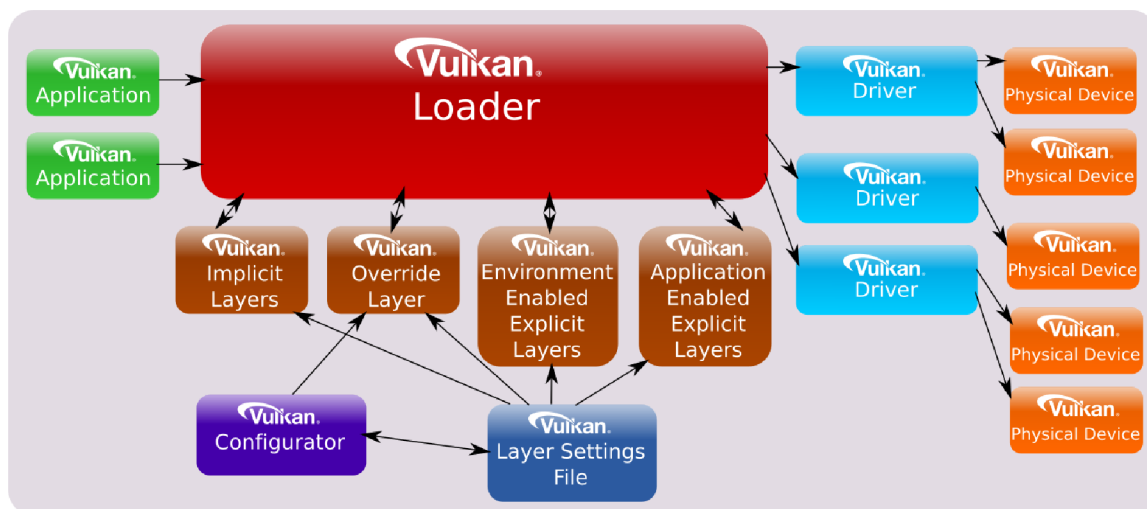 Vulkan®
Application
Vulkan®
Application
Vulkan®
Loader
Vulkan®
Driver
Vulkan®
Driver
Vulkan®
Driver
Vulkan®
Physical Device
Vulkan®
Physical Device
Vulkan®
Physical Device
Vulkan®
Physical Device
Vulkan®
Physical Device
Vulkan®
Implicit
Layers
Vulkan®
Override
Layer
Vulkan®
Environment
Enabled
Explicit
Layers
Vulkan®
Application
Enabled
Explicit
Layers
Vulkan®
Configurator
Vulkan®
Layer Settings
File